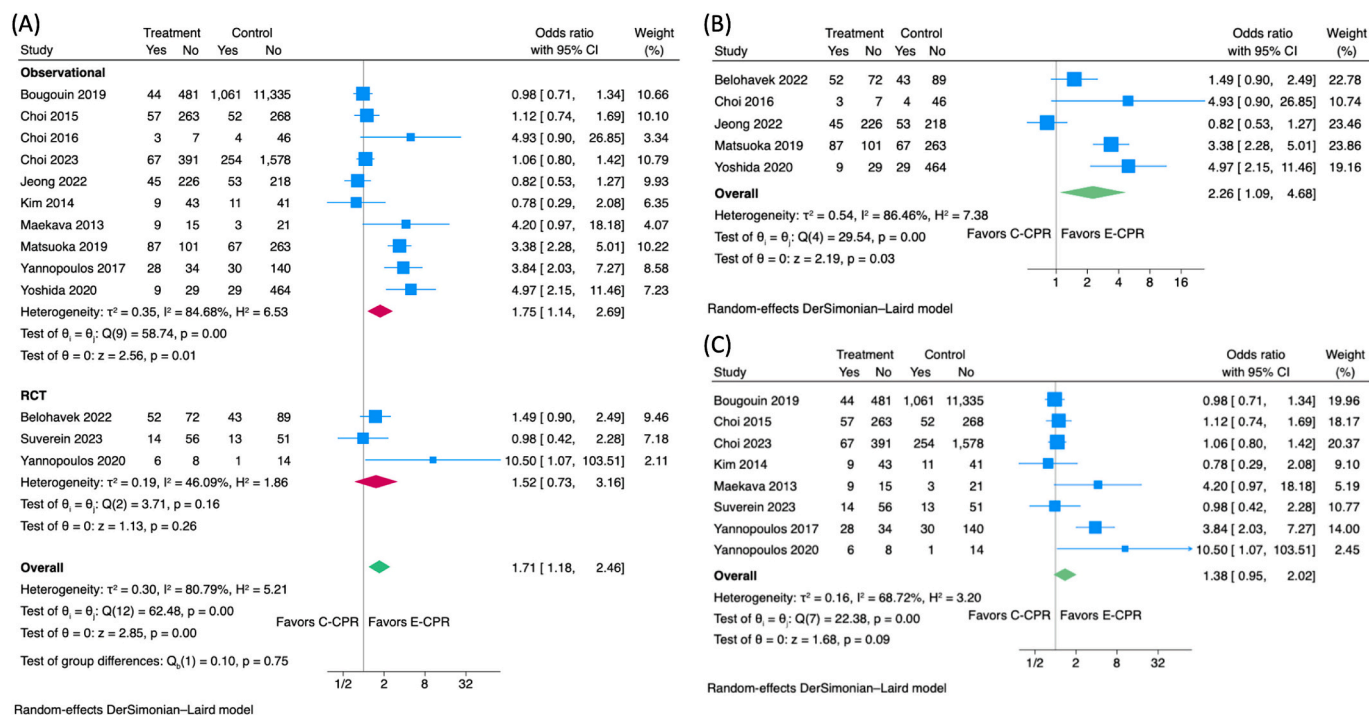 (A)
Treatment Control Odds ratio Weight
Study Yes No Yes No with 95% CI (%)
Observational
Bougouin 2019 44 481 1,061 11,335 0.98 [ 0.71, 1.34] 10.66
Choi 2015 57 263 52 268 1.12 [ 0.74, 1.69] 10.10
Choi 2016 3 7 4 46 4.93 [ 0.90, 26.85] 3.34
Choi 2023 67 391 254 1,578 1.06 [ 0.80, 1.42] 10.79
Jeong 2022 45 226 53 218 0.82 [ 0.53, 1.27] 9.93
Kim 2014 9 43 11 41 0.78 [ 0.29, 2.08] 6.35
Maekava 2013 9 15 3 21 4.20 [ 0.97, 18.18] 4.07
Matsuoka 2019 87 101 67 263 3.38 [ 2.28, 5.01] 10.22
Yannopoulos 2017 28 34 30 140 3.84 [ 2.03, 7.27] 8.58
Yoshida 2020 9 29 29 464 4.97 [ 2.15, 11.46] 7.23
Heterogeneity: τ² = 0.35, I² = 84.68%, H² = 6.53 1.75 [ 1.14, 2.69]
Test of θᵢ = θⱼ: Q(9) = 58.74, p = 0.00
Test of θ = 0: z = 2.56, p = 0.01
RCT
Belohavek 2022 52 72 43 89 1.49 [ 0.90, 2.49] 9.46
Suverein 2023 14 56 13 51 0.98 [ 0.42, 2.28] 7.18
Yannopoulos 2020 6 8 1 14 10.50 [ 1.07, 103.51] 2.11
Heterogeneity: τ² = 0.19, I² = 46.09%, H² = 1.86 1.52 [ 0.73, 3.16]
Test of θᵢ = θⱼ: Q(2) = 3.71, p = 0.16
Test of θ = 0: z = 1.13, p = 0.26
Overall 1.71 [ 1.18, 2.46]
Heterogeneity: τ² = 0.30, I² = 80.79%, H² = 5.21
Test of θᵢ = θⱼ: Q(12) = 62.48, p = 0.00
Favors C-CPR Favors E-CPR
Test of θ = 0: z = 2.85, p = 0.00
Test of group differences: Q_b(1) = 0.10, p = 0.75
1/2 2 8 32
Random-effects DerSimonian–Laird model
(B)
Treatment Control Odds ratio Weight
Study Yes No Yes No with 95% CI (%)
Belohavek 2022 52 72 43 89 1.49 [ 0.90, 2.49] 22.78
Choi 2016 3 7 4 46 4.93 [ 0.90, 26.85] 10.74
Jeong 2022 45 226 53 218 0.82 [ 0.53, 1.27] 23.46
Matsuoka 2019 87 101 67 263 3.38 [ 2.28, 5.01] 23.86
Yoshida 2020 9 29 29 464 4.97 [ 2.15, 11.46] 19.16
Overall 2.26 [ 1.09, 4.68]
Heterogeneity: τ² = 0.54, I² = 86.46%, H² = 7.38
Test of θᵢ = θⱼ: Q(4) = 29.54, p = 0.00
Favors C-CPR Favors E-CPR
Test of θ = 0: z = 2.19, p = 0.03
1 2 4 8 16
Random-effects DerSimonian–Laird model
(C)
Treatment Control Odds ratio Weight
Study Yes No Yes No with 95% CI (%)
Bougouin 2019 44 481 1,061 11,335 0.98 [ 0.71, 1.34] 19.96
Choi 2015 57 263 52 268 1.12 [ 0.74, 1.69] 18.17
Choi 2023 67 391 254 1,578 1.06 [ 0.80, 1.42] 20.37
Kim 2014 9 43 11 41 0.78 [ 0.29, 2.08] 9.10
Maekava 2013 9 15 3 21 4.20 [ 0.97, 18.18] 5.19
Suverein 2023 14 56 13 51 0.98 [ 0.42, 2.28] 10.77
Yannopoulos 2017 28 34 30 140 3.84 [ 2.03, 7.27] 14.00
Yannopoulos 2020 6 8 1 14 10.50 [ 1.07, 103.51] 2.45
Overall 1.38 [ 0.95, 2.02]
Heterogeneity: τ² = 0.16, I² = 68.72%, H² = 3.20
Favors C-CPR Favors E-CPR
Test of θᵢ = θⱼ: Q(7) = 22.38, p = 0.00
Test of θ = 0: z = 1.68, p = 0.09
1/2 2 8 32
Random-effects DerSimonian–Laird model